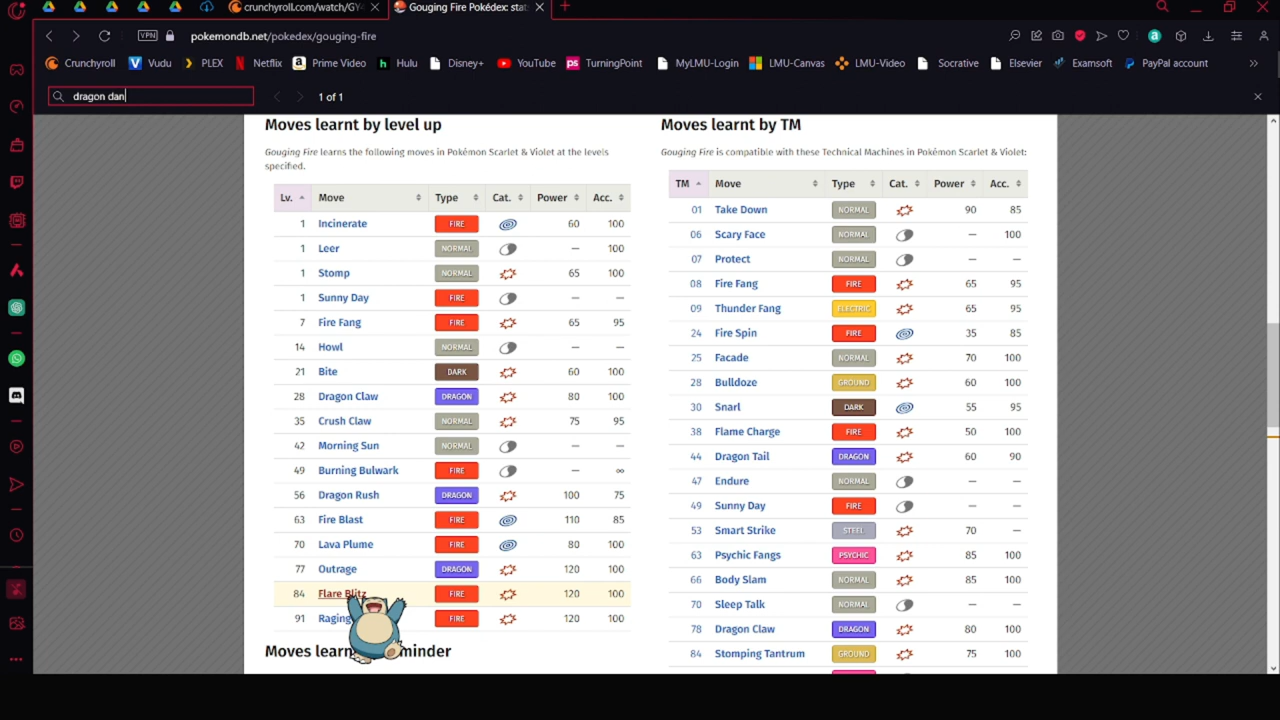 crunchyroll.com/watch/GY4
Gouging Fire Pokédex: stat
VPN
pokemondb.net/pokedex/gouging-fire
Crunchyroll Vudu PLEX Netflix Prime Video Hulu Disney+ YouTube TurningPoint MyLMU-Login LMU-Canvas LMU-Video Socrative Elsevier Examsoft PayPal account
dragon dan 1 of 1
Moves learnt by level up
Gouging Fire learns the following moves in Pokémon Scarlet & Violet at the levels
specified.
Lv. Move Type Cat. Power Acc.
1 Incinerate FIRE 60 100
1 Leer NORMAL — 100
1 Stomp NORMAL 65 100
1 Sunny Day FIRE — —
7 Fire Fang FIRE 65 95
14 Howl NORMAL — —
21 Bite DARK 60 100
28 Dragon Claw DRAGON 80 100
35 Crush Claw NORMAL 75 95
42 Morning Sun NORMAL — —
49 Burning Bulwark FIRE — ∞
56 Dragon Rush DRAGON 100 75
63 Fire Blast FIRE 110 85
70 Lava Plume FIRE 80 100
77 Outrage DRAGON 120 100
84 Flare Blitz FIRE 120 100
91 Raging FIRE 120 100
Moves learn minder
Moves learnt by TM
Gouging Fire is compatible with these Technical Machines in Pokémon Scarlet & Violet:
TM Move Type Cat. Power Acc.
01 Take Down NORMAL 90 85
06 Scary Face NORMAL — 100
07 Protect NORMAL — —
08 Fire Fang FIRE 65 95
09 Thunder Fang ELECTRIC 65 95
24 Fire Spin FIRE 35 85
25 Facade NORMAL 70 100
28 Bulldoze GROUND 60 100
30 Snarl DARK 55 95
38 Flame Charge FIRE 50 100
44 Dragon Tail DRAGON 60 90
47 Endure NORMAL — —
49 Sunny Day FIRE — —
53 Smart Strike STEEL 70 —
63 Psychic Fangs PSYCHIC 85 100
66 Body Slam NORMAL 85 100
70 Sleep Talk NORMAL — —
78 Dragon Claw DRAGON 80 100
84 Stomping Tantrum GROUND 75 100